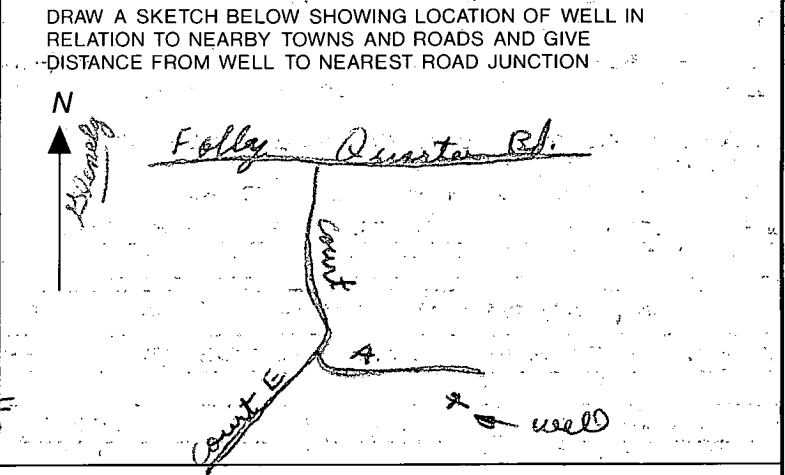 DRAW A SKETCH BELOW SHOWING LOCATION OF WELL IN
RELATION TO NEARBY TOWNS AND ROADS AND GIVE
DISTANCE FROM WELL TO NEAREST ROAD JUNCTION
N
Folly Quarter Rd.
Court
A.
Court E
well